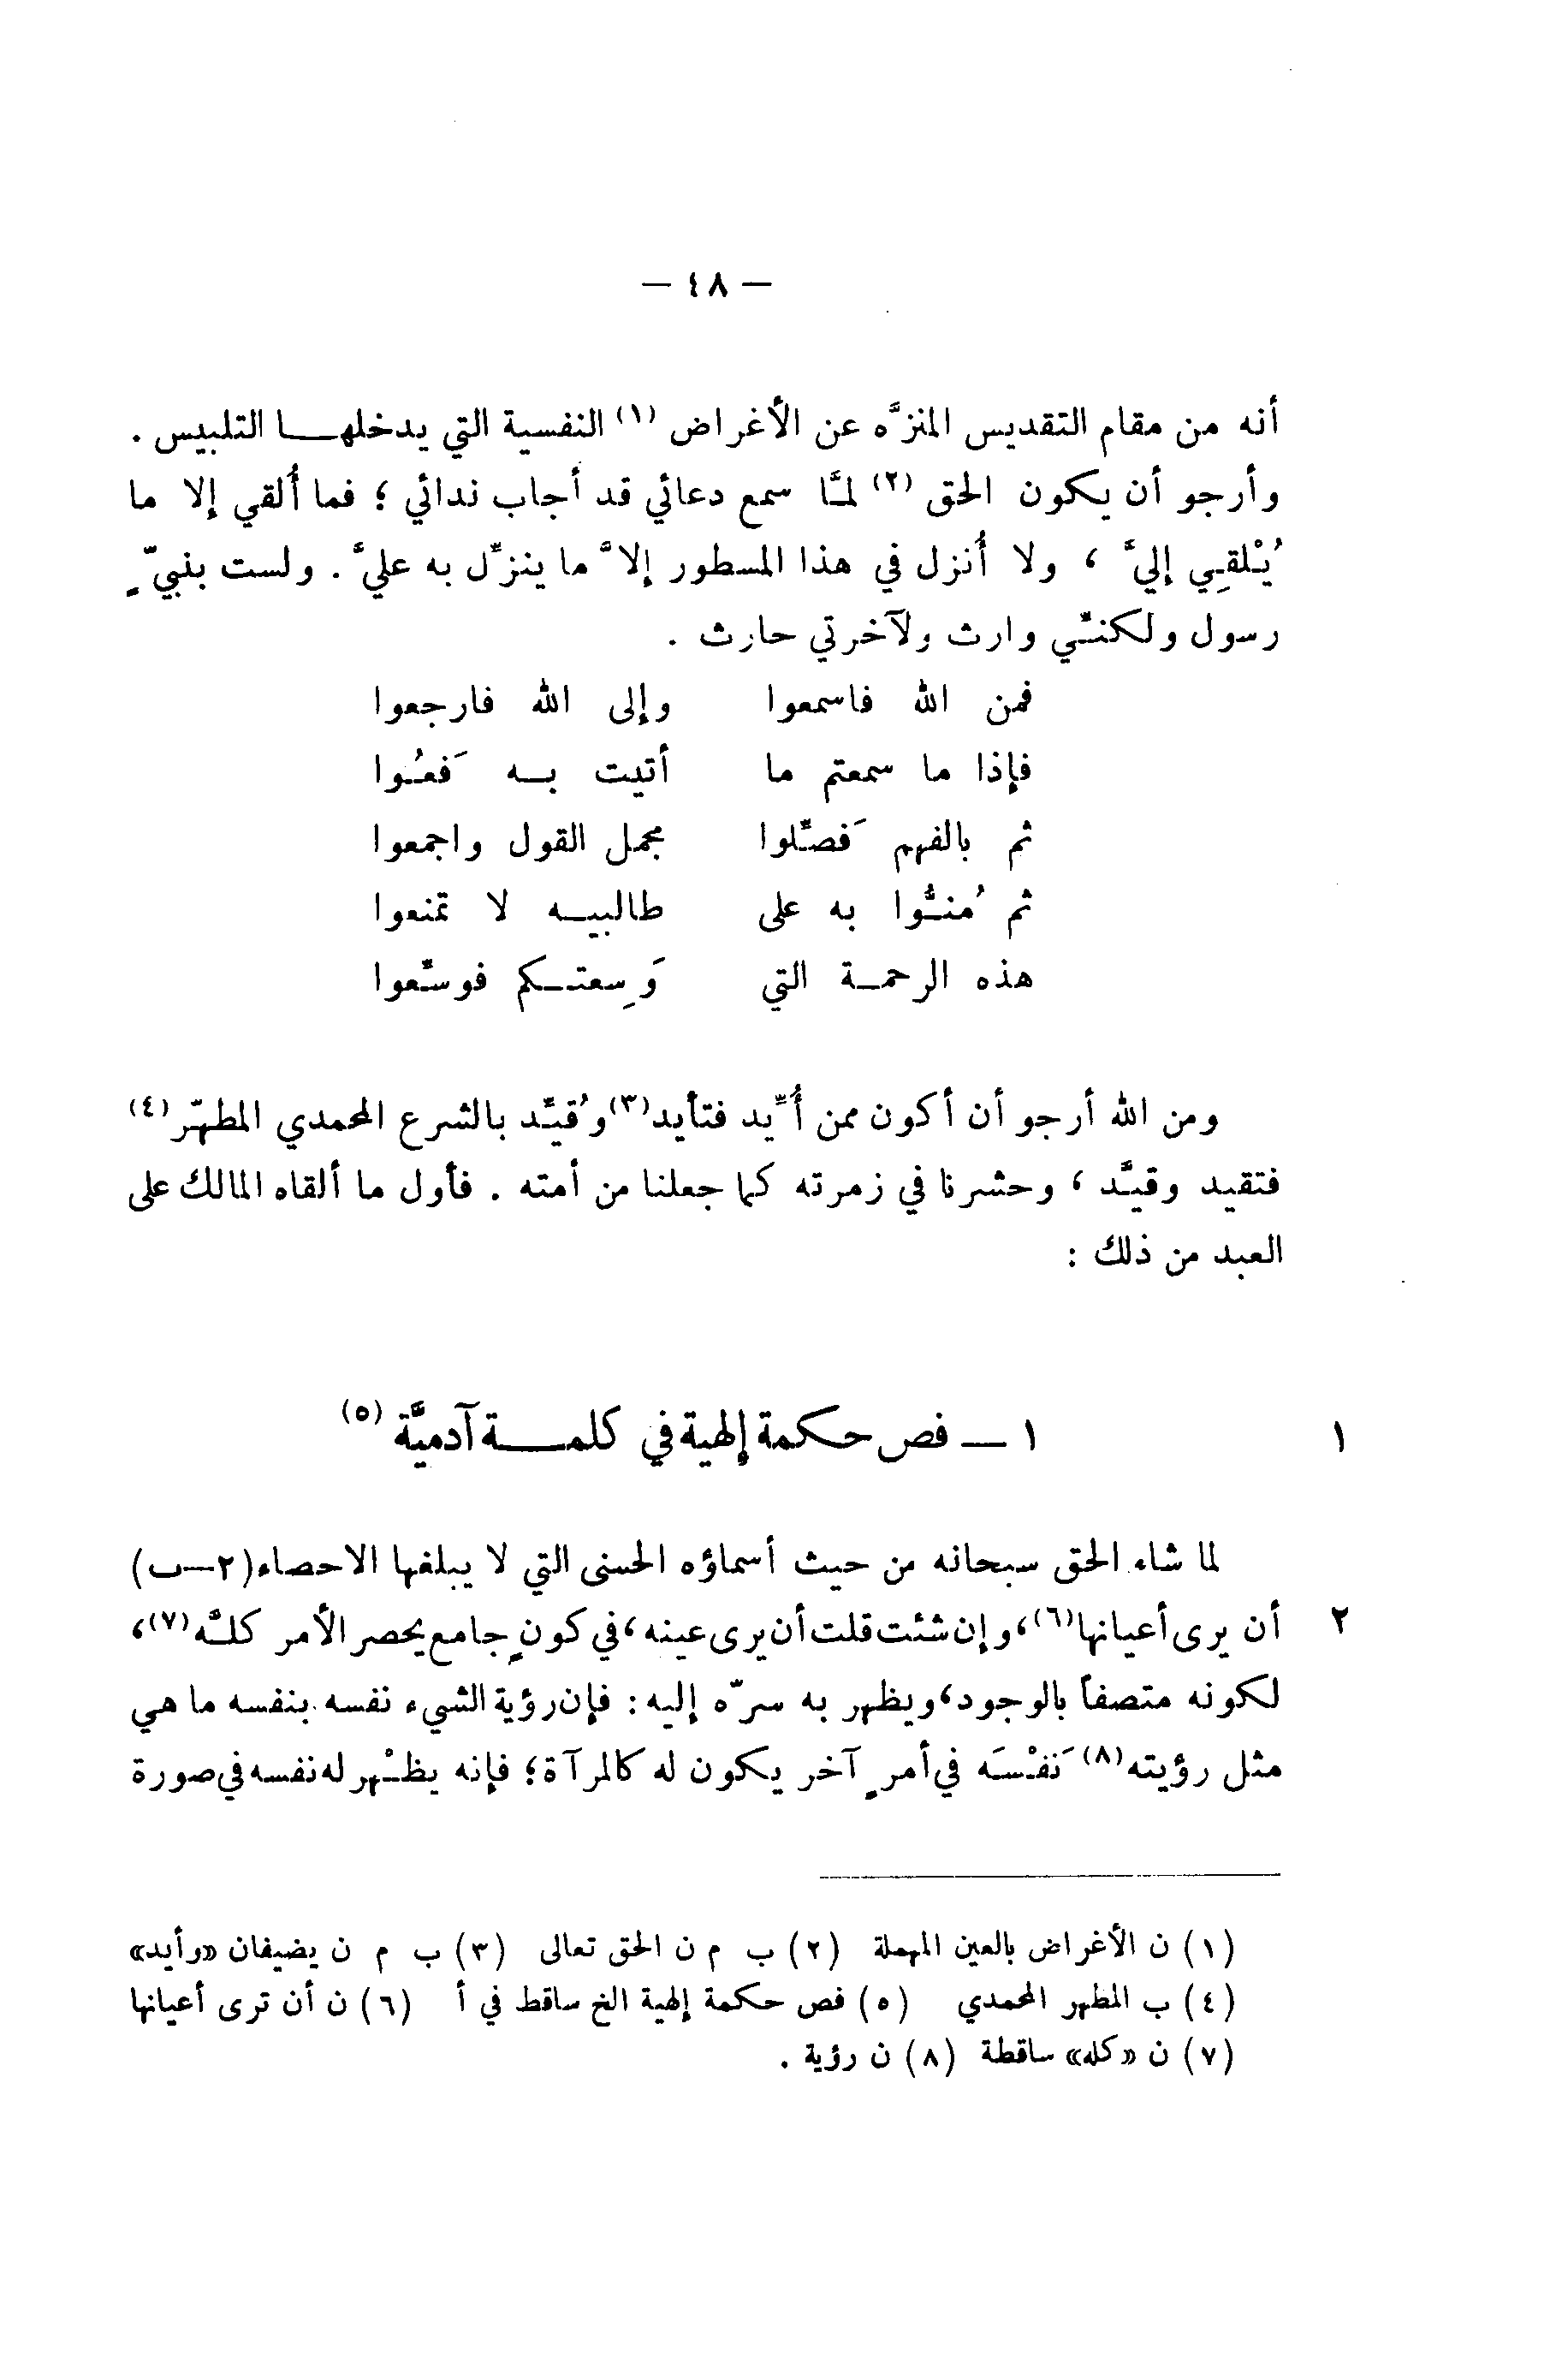 — ٤٨ —
أنه من مقام التقديس المنزَّه عن الأغراض (١) النفسية التي يدخلها التلبيس .
وأرجو أن يكون الحق (٢) لمَّا سمع دعائي قد أجاب ندائي ؛ فما أُلقي إلا ما
يُلْقِي إليَّ ، ولا أُنزل في هذا المسطور إلاَّ ما ينزِّل به عليَّ . ولست بنبيٍّ
رسول ولكنِّي وارث ولآخرتي حارث .
فمن الله فاسمعوا وإلى الله فارجعوا
فإذا ما سمعتم ما أتيت به فَعُوا
ثم بالفهم فَصِّلوا مجمل القول واجمعوا
ثم مُنُّوا به على طالبيه لا تمنعوا
هذه الرحمة التي وَسِعتكم فوسِّعوا
ومن الله أرجو أن أكون ممن أُيِّد فتأيد(٣) وقُيِّد بالشرع المحمدي المطهّر (٤)
فتقيد وقيَّد ، وحشرنا في زمرته كما جعلنا من أمته . فأول ما ألقاه المالك على
العبد من ذلك :
١ ١ — فص حكمة إلهية في كلمة آدميَّة (٥)
لما شاء الحق سبحانه من حيث أسماؤه الحسنى التي لا يبلغها الاحصاء(٢—ب)
٢ أن يرى أعيانها(٦)، وإن شئت قلت أن يرى عينه، في كونٍ جامع يحصر الأمر كلَّه(٧)،
لكونه متصفاً بالوجود، ويظهر به سرّه إليه : فإن رؤية الشيء نفسه بنفسه ما هي
مثل رؤيته(٨) نَفْسَه في أمرٍ آخر يكون له كالمرآة؛ فإنه يظْهر له نفسه في صورة
(١) ن الأغراض بالعين المهملة (٢) ب م ن الحق تعالى (٣) ب م ن يضيفان «وأيد»
(٤) ب المطهر المحمدي (٥) فص حكمة إلهية الخ ساقط في أ (٦) ن أن ترى أعيانها
(٧) ن «كله» ساقطة (٨) ن رؤية .